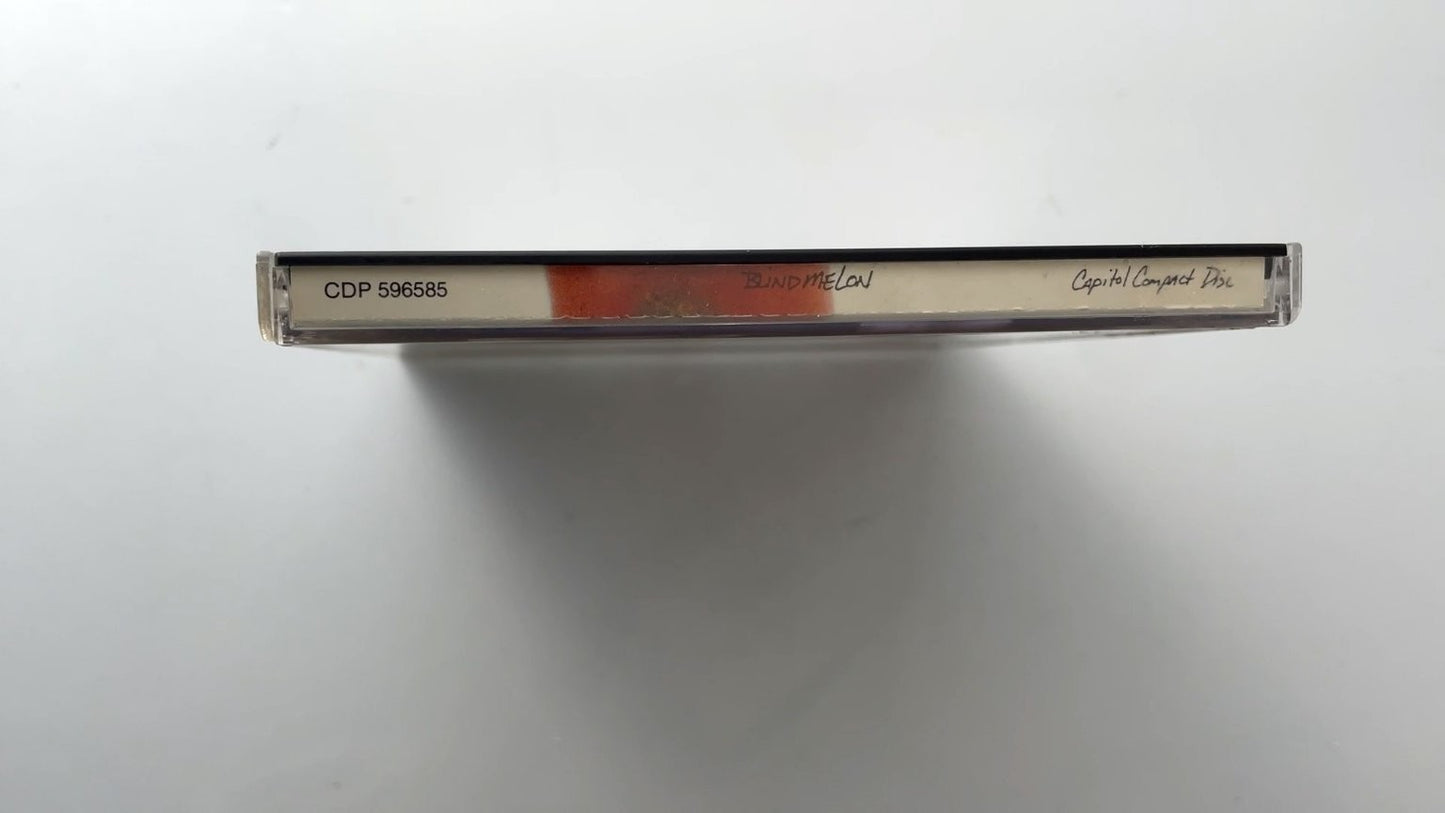 CDP 596585 BLIND MELON Capitol Compact Disc